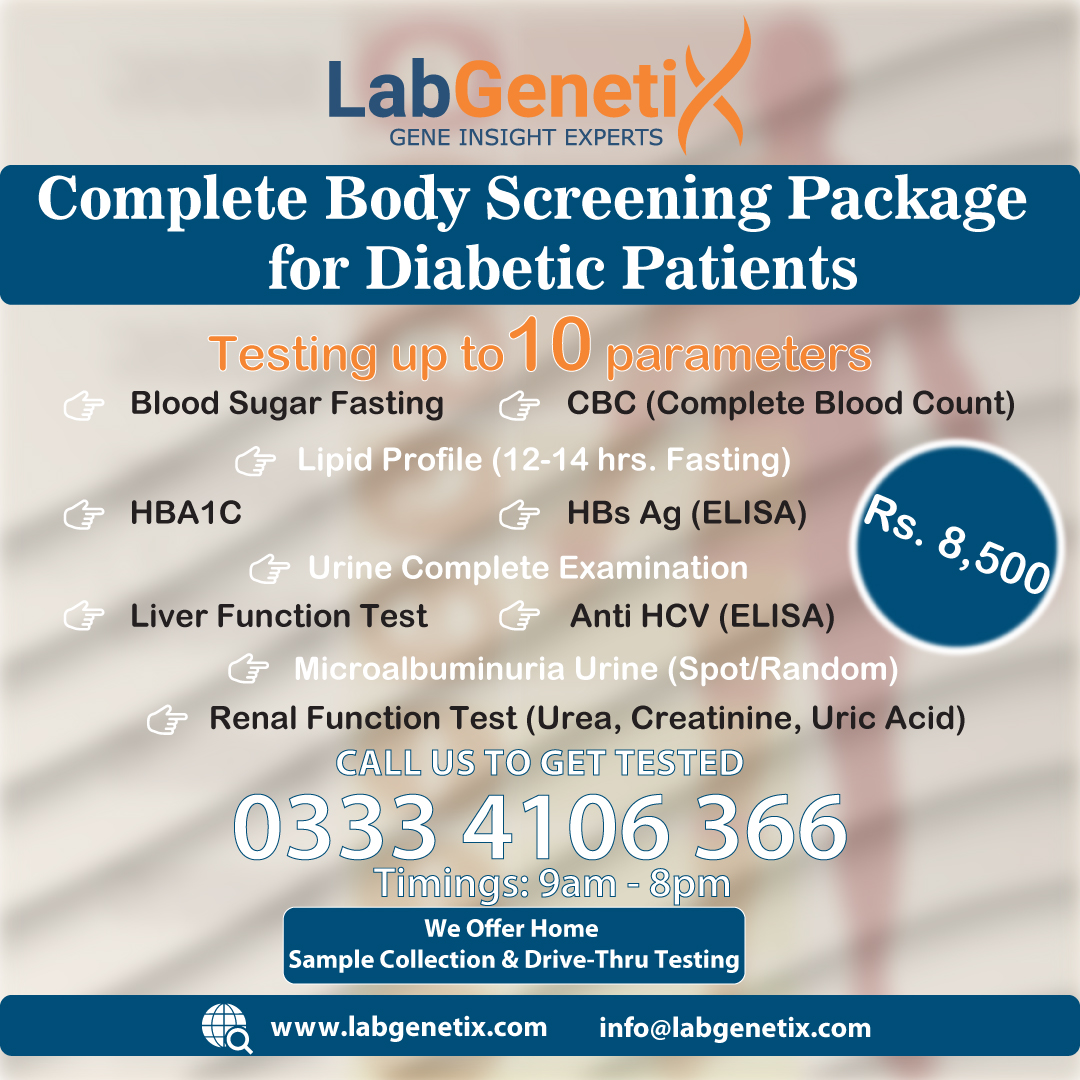 LabGenetiX
GENE INSIGHT EXPERTS
Complete Body Screening Package
for Diabetic Patients
Testing up to 10 parameters
Blood Sugar Fasting
CBC (Complete Blood Count)
Lipid Profile (12-14 hrs. Fasting)
HBA1C
HBs Ag (ELISA)
Rs. 8,500
Urine Complete Examination
Liver Function Test
Anti HCV (ELISA)
Microalbuminuria Urine (Spot/Random)
Renal Function Test (Urea, Creatinine, Uric Acid)
CALL US TO GET TESTED
0333 4106 366
Timings: 9am - 8pm
We Offer Home
Sample Collection & Drive-Thru Testing
www.labgenetix.com
info@labgenetix.com